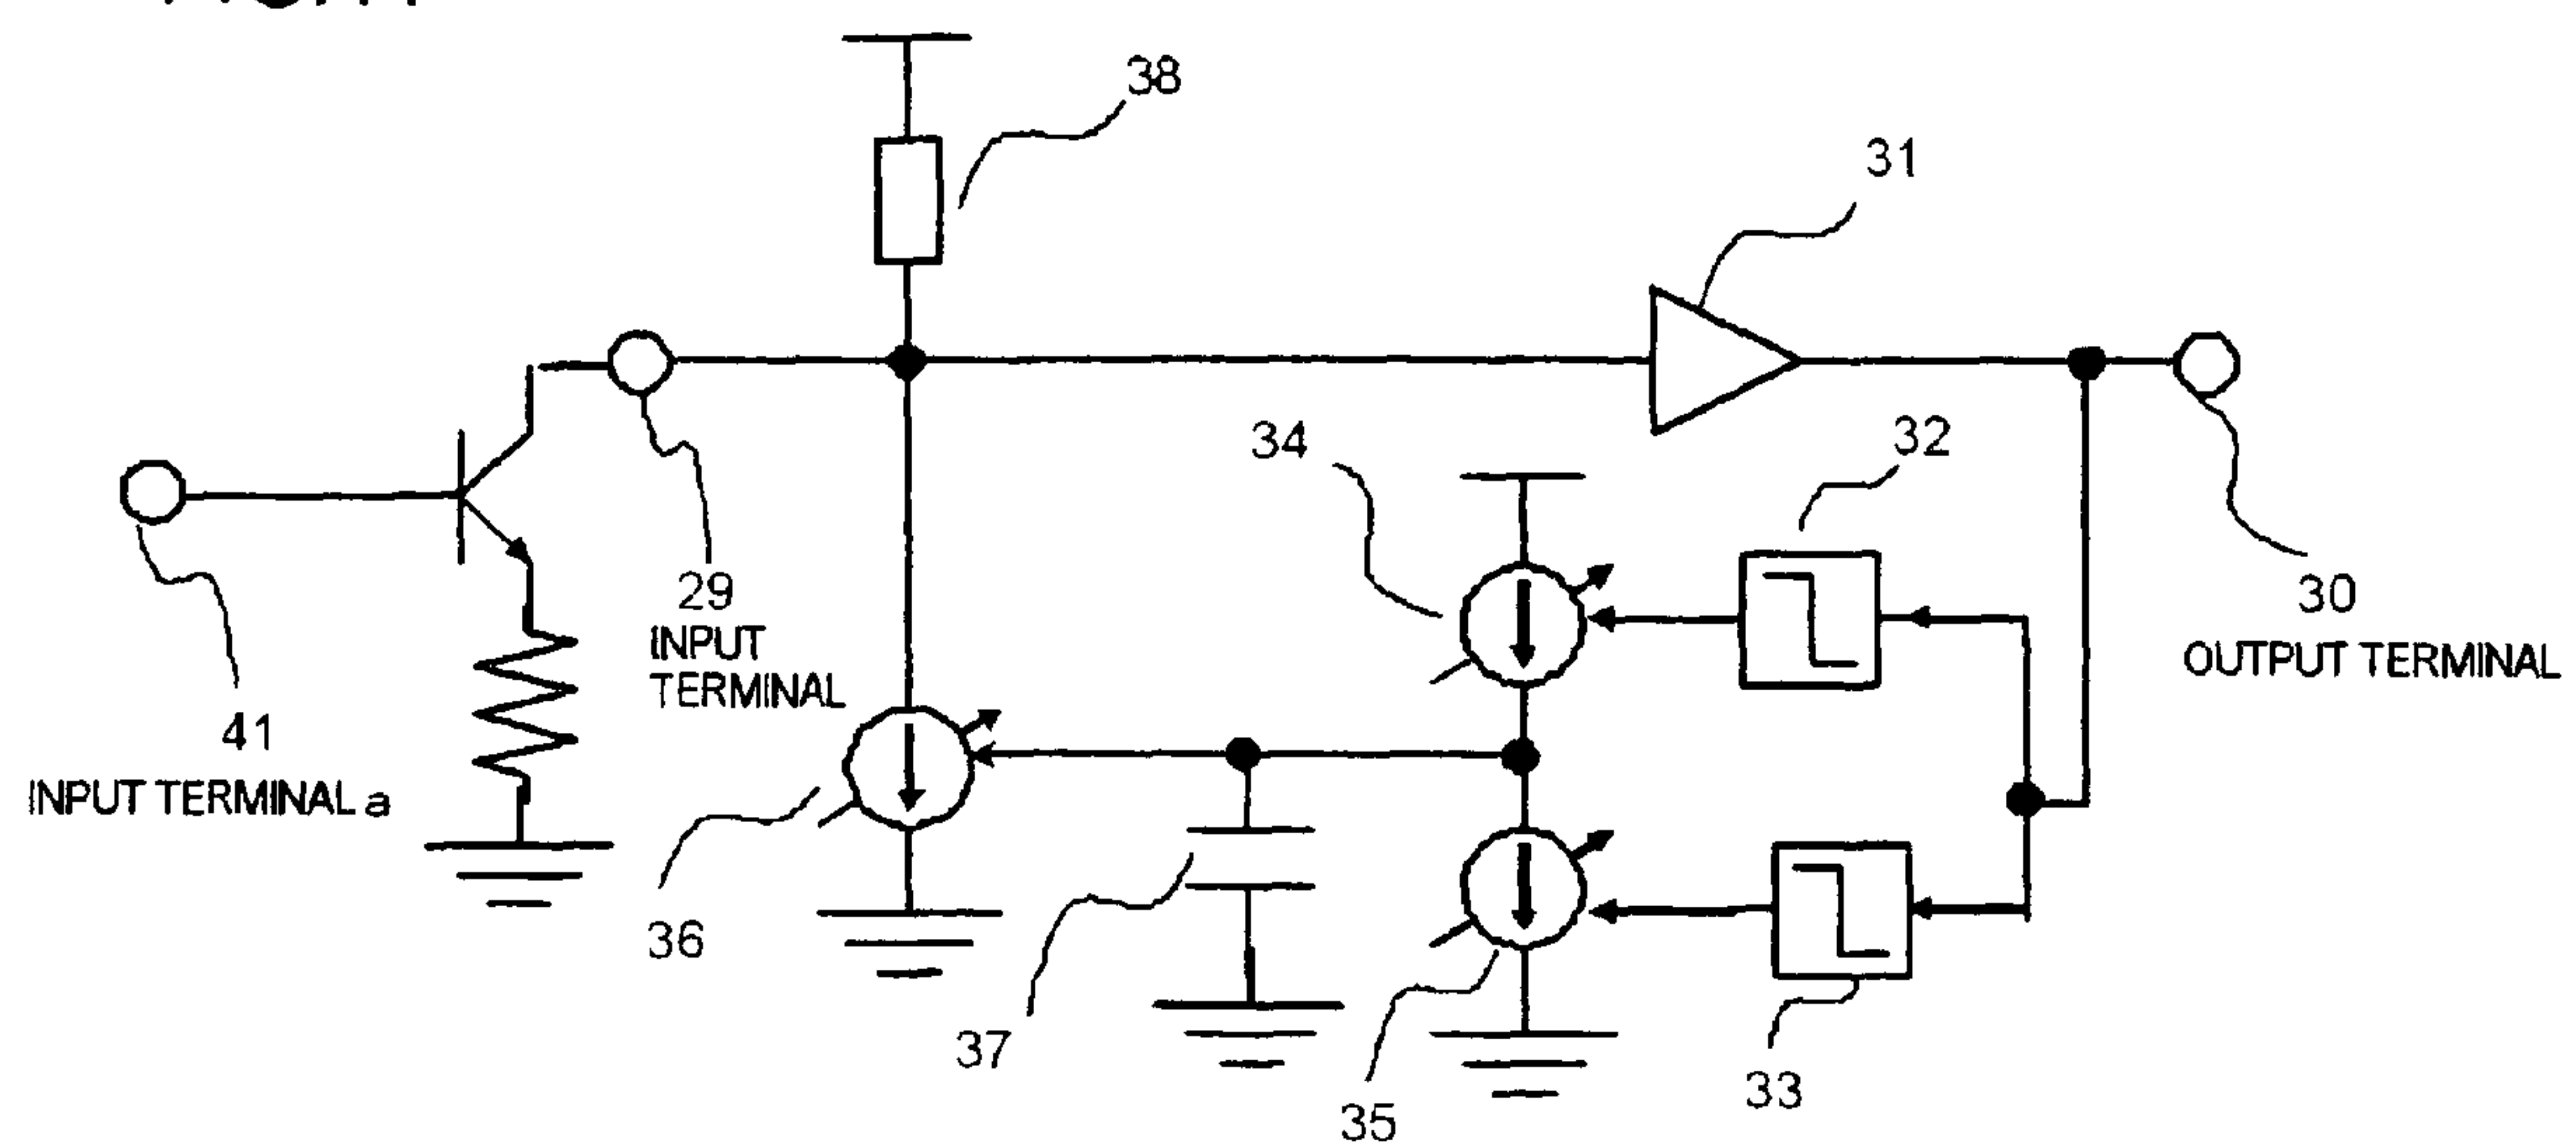 38
31
34
32
29
INPUT
TERMINAL
30
OUTPUT TERMINAL
41
INPUT TERMINAL a
36
37
35
33